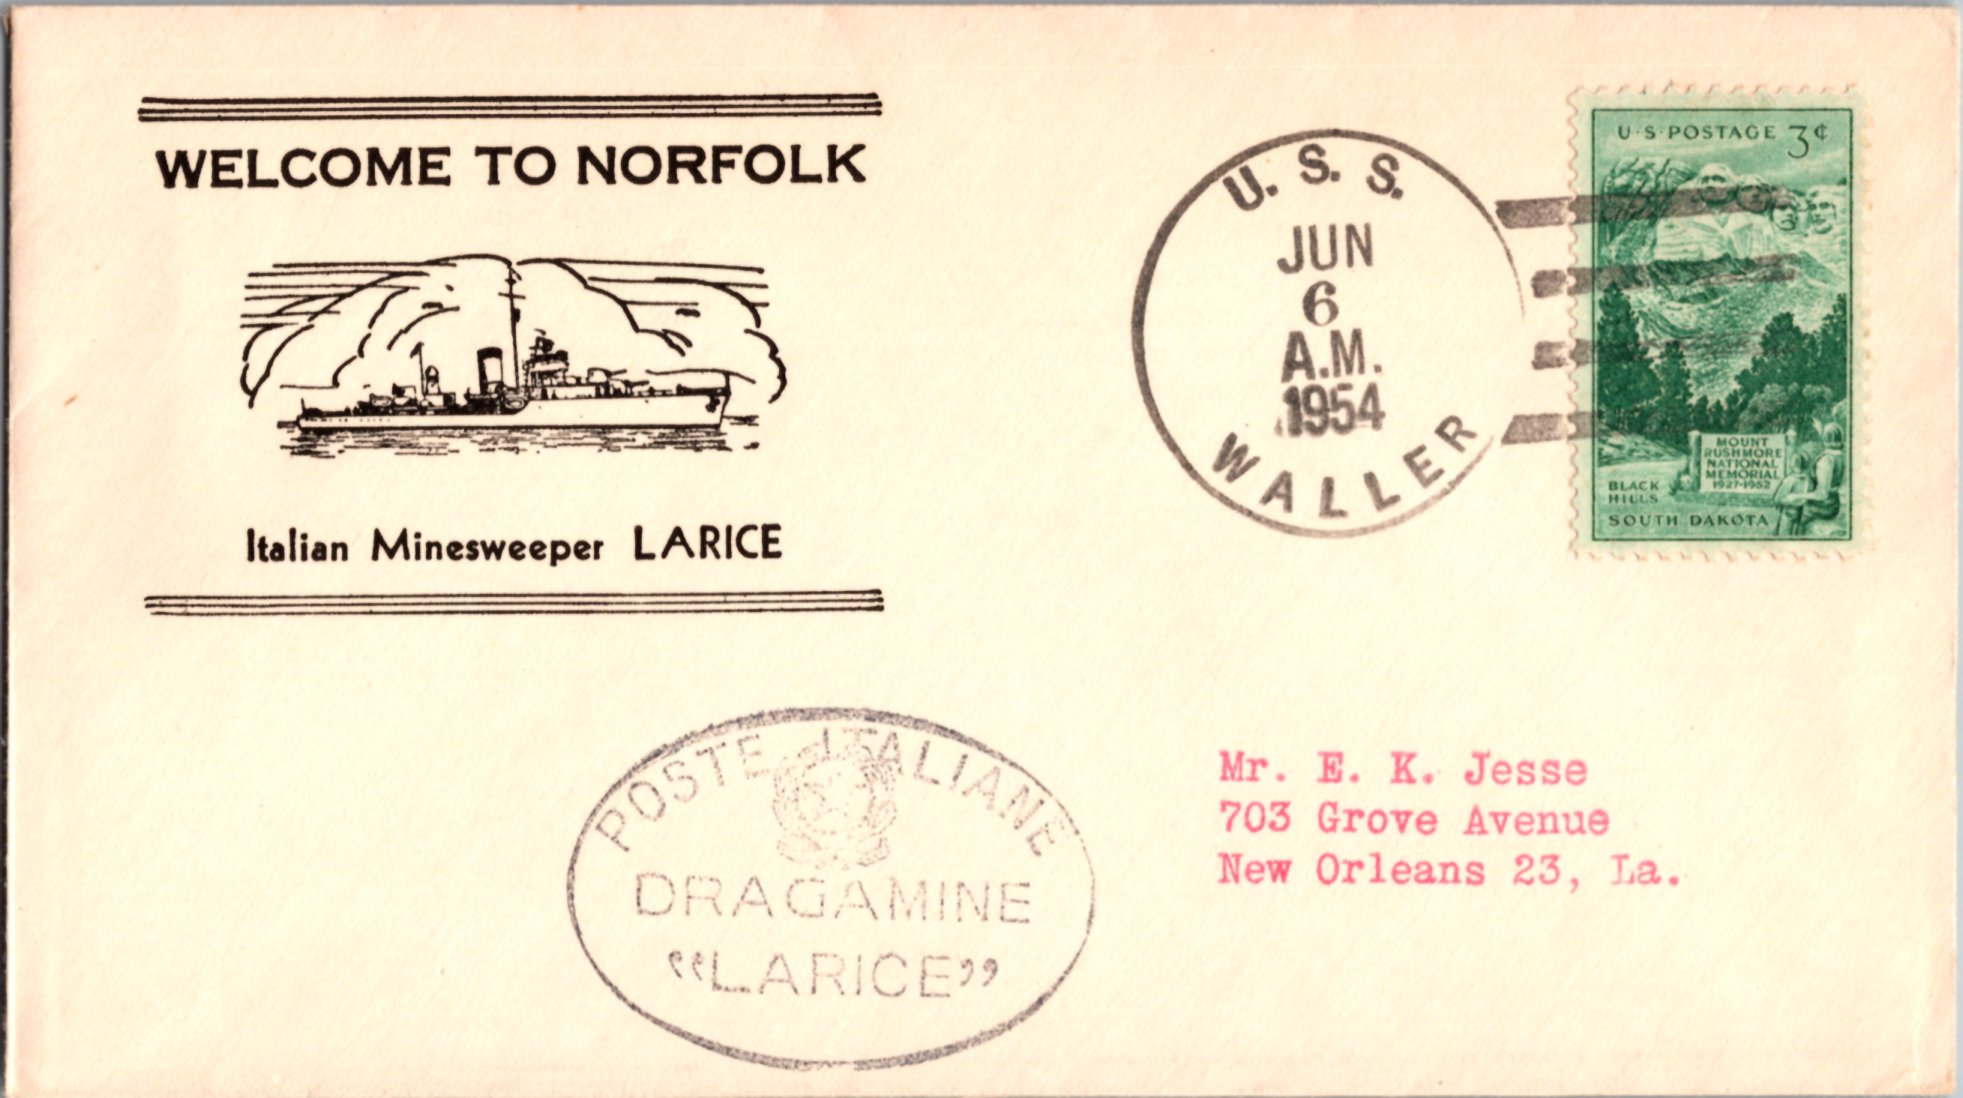 WELCOME TO NORFOLK
Italian Minesweeper LARICE
U. S. S.
JUN
6
A.M.
1954
WALLER
U·S·POSTAGE 3¢
MOUNT
RUSHMORE
NATIONAL
MEMORIAL
1927-1952
BLACK
HILLS
SOUTH DAKOTA
POSTE ITALIANE
DRAGAMINE
“LARICE”
Mr. E. K. Jesse
703 Grove Avenue
New Orleans 23, La.